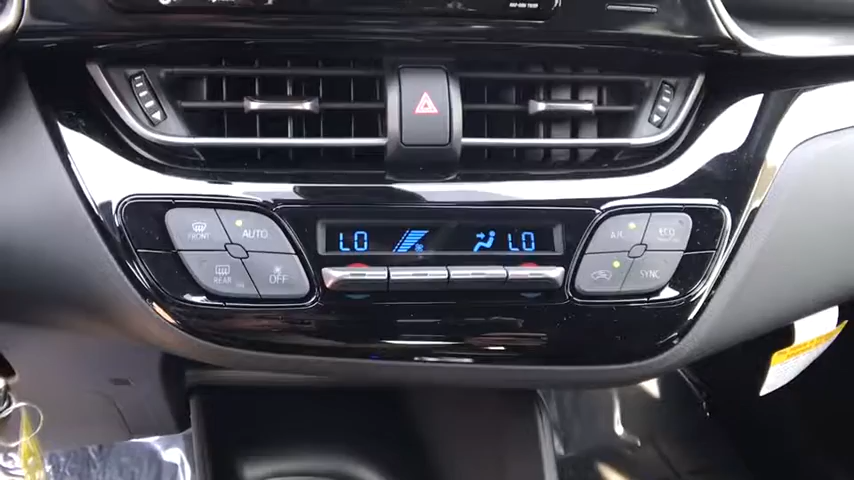 FRONT
AUTO
REAR
OFF
LO
LO
A/C
ECO
SYNC